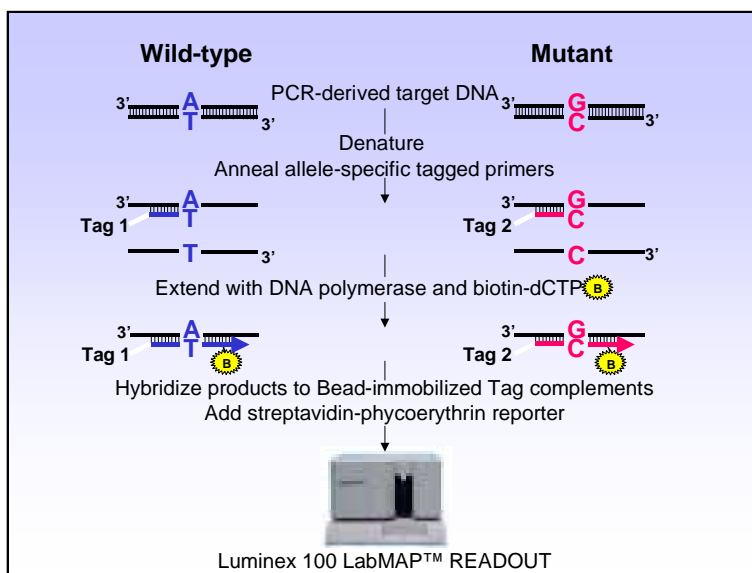 Wild-type Mutant
PCR-derived target DNA
3’ A T 3’
3’ G C 3’
Denature
Anneal allele-specific tagged primers
3’ A T Tag 1
T 3’
3’ G C Tag 2
C 3’
Extend with DNA polymerase and biotin-dCTP B
3’ A T Tag 1 B
3’ G C Tag 2 B
Hybridize products to Bead-immobilized Tag complements
Add streptavidin-phycoerythrin reporter
Luminex 100 LabMAP™ READOUT